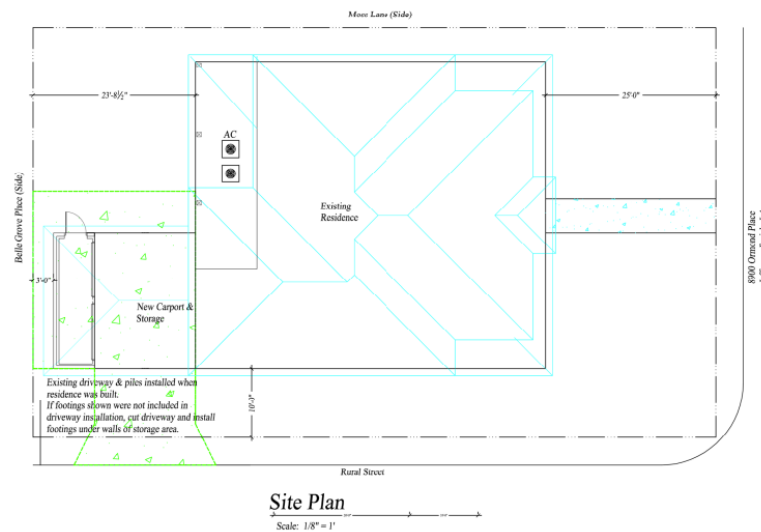 Moss Lane (Side)
23'-8½"
25'-0"
AC
Existing
Residence
Belle Grove Place (Side)
8900 Ormond Place
3'-0"
New Carport &
Storage
Existing driveway & piles installed when
residence was built.
If footings shown were not included in
driveway installation, cut driveway and install
footings under walls of storage area.
10'-3"
Rural Street
Site Plan
Scale: 1/8" = 1'